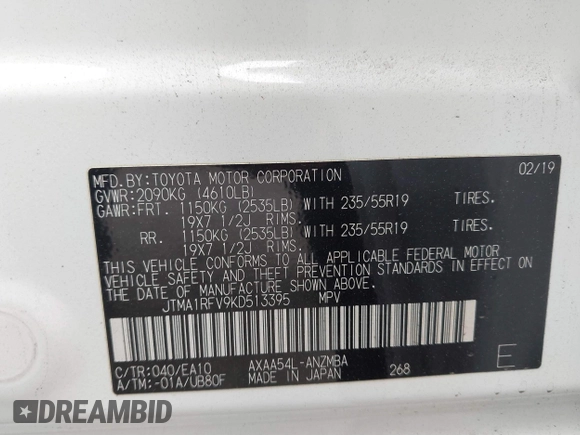 MFD. BY: TOYOTA MOTOR CORPORATION 02/19
GVWR: 2090KG (4610LB)
GAWR: FRT. 1150KG (2535LB) WITH 235/55R19 TIRES.
19X7 1/2J RIMS.
RR. 1150KG (2535LB) WITH 235/55R19 TIRES.
19X7 1/2J RIMS.
THIS VEHICLE CONFORMS TO ALL APPLICABLE FEDERAL MOTOR
VEHICLE SAFETY AND THEFT PREVENTION STANDARDS IN EFFECT
ON THE DATE OF MANUFACTURE SHOWN ABOVE.
JTMA1RFV9KD513395 MPV
C/TR: 040/EA10 AXAA54L-ANZMBA
A/TM: -01A/UB80F MADE IN JAPAN 268 E
DREAMBID